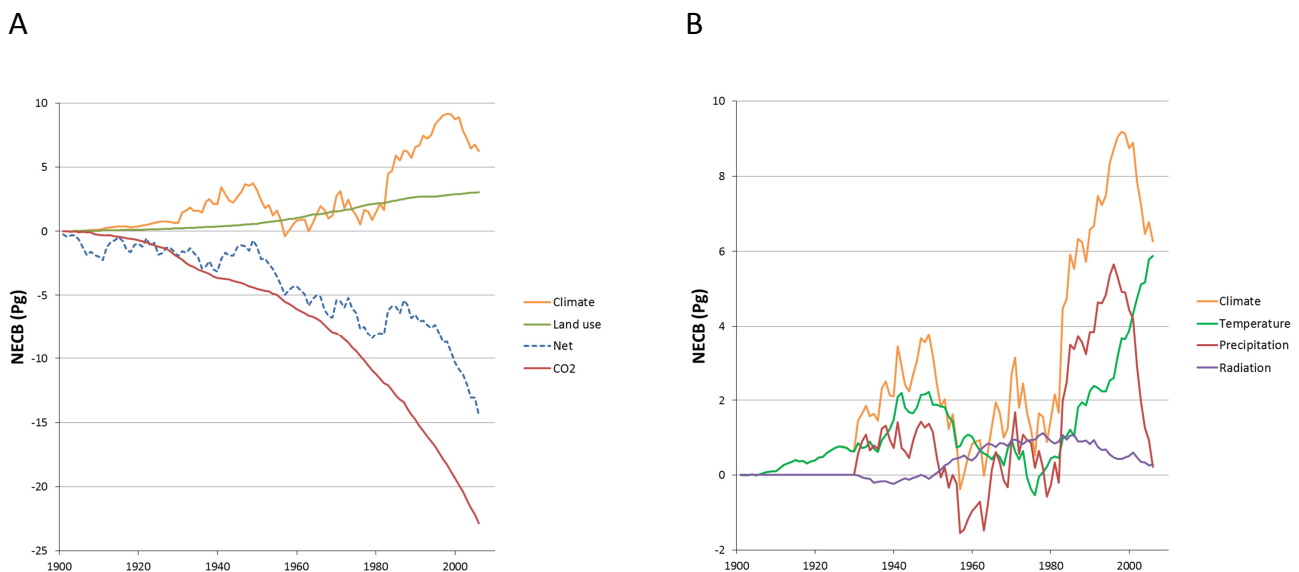 A
B
10
5
0
-5
-10
-15
-20
-25
NECB (Pg)
1900
1920
1940
1960
1980
2000
Climate
Land use
Net
CO2
10
8
6
4
2
0
-2
NECB (Pg)
1900
1920
1940
1960
1980
2000
Climate
Temperature
Precipitation
Radiation